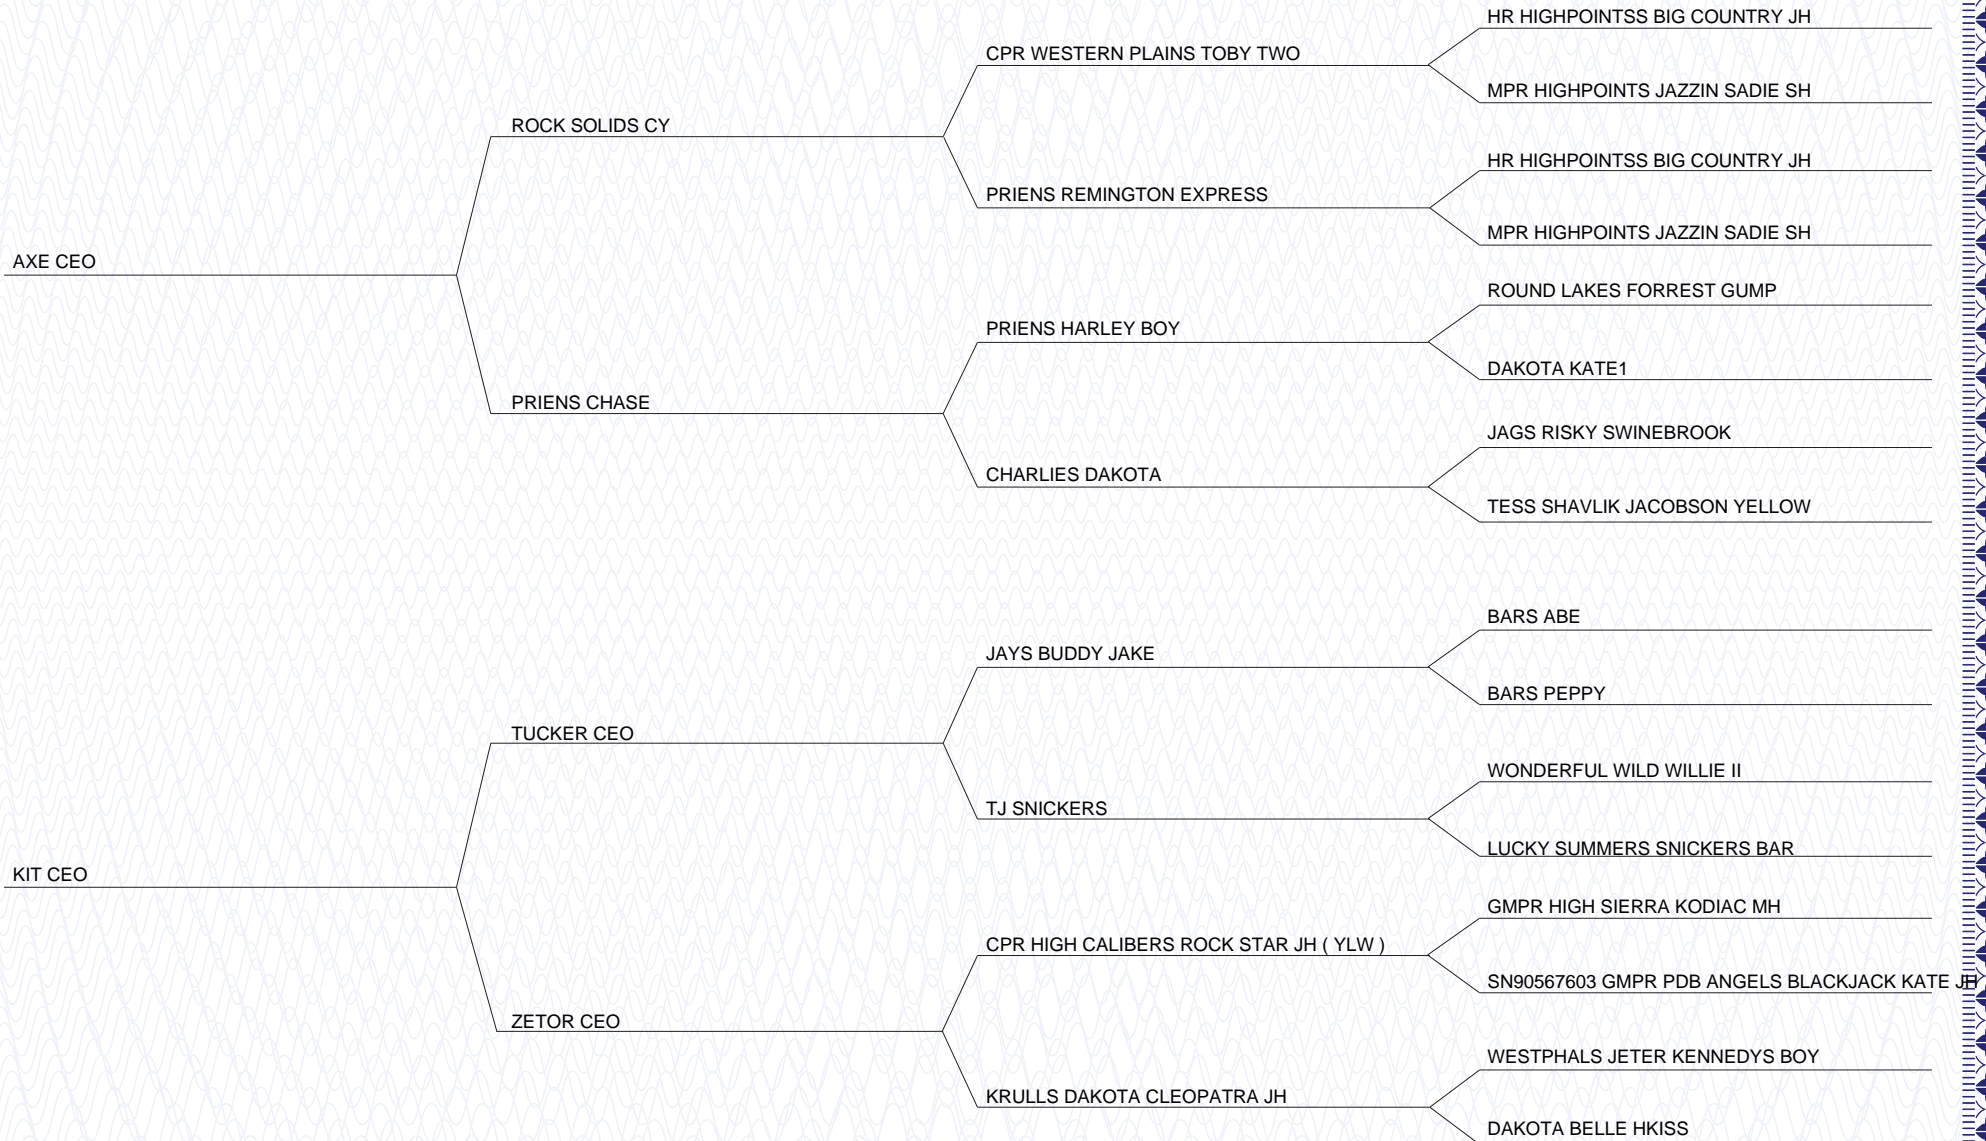 HR HIGHPOINTSS BIG COUNTRY JH
CPR WESTERN PLAINS TOBY TWO
MPR HIGHPOINTS JAZZIN SADIE SH
ROCK SOLIDS CY
HR HIGHPOINTSS BIG COUNTRY JH
PRIENS REMINGTON EXPRESS
MPR HIGHPOINTS JAZZIN SADIE SH
AXE CEO
ROUND LAKES FORREST GUMP
PRIENS HARLEY BOY
DAKOTA KATE1
PRIENS CHASE
JAGS RISKY SWINEBROOK
CHARLIES DAKOTA
TESS SHAVLIK JACOBSON YELLOW
BARS ABE
JAYS BUDDY JAKE
BARS PEPPY
TUCKER CEO
WONDERFUL WILD WILLIE II
TJ SNICKERS
LUCKY SUMMERS SNICKERS BAR
KIT CEO
GMPR HIGH SIERRA KODIAC MH
CPR HIGH CALIBERS ROCK STAR JH ( YLW )
SN90567603 GMPR PDB ANGELS BLACKJACK KATE JH
ZETOR CEO
WESTPHALS JETER KENNEDYS BOY
KRULLS DAKOTA CLEOPATRA JH
DAKOTA BELLE HKISS